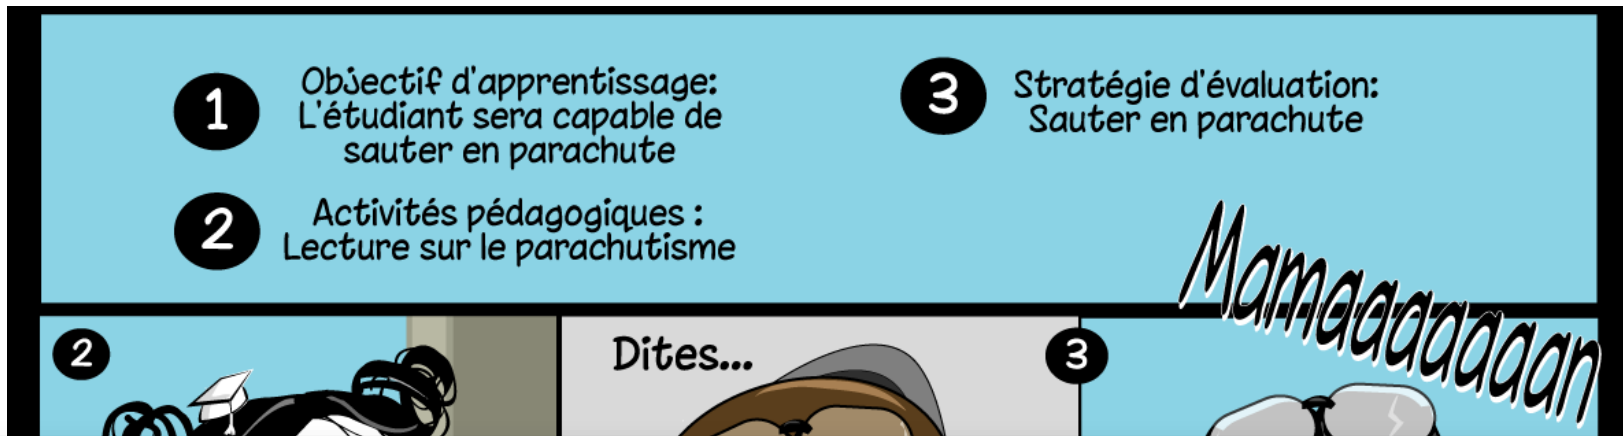 1
Objectif d'apprentissage:
L'étudiant sera capable de
sauter en parachute
2
Activités pédagogiques :
Lecture sur le parachutisme
3
Stratégie d'évaluation:
Sauter en parachute
Mamaaaaaaaan
2
Dites...
3